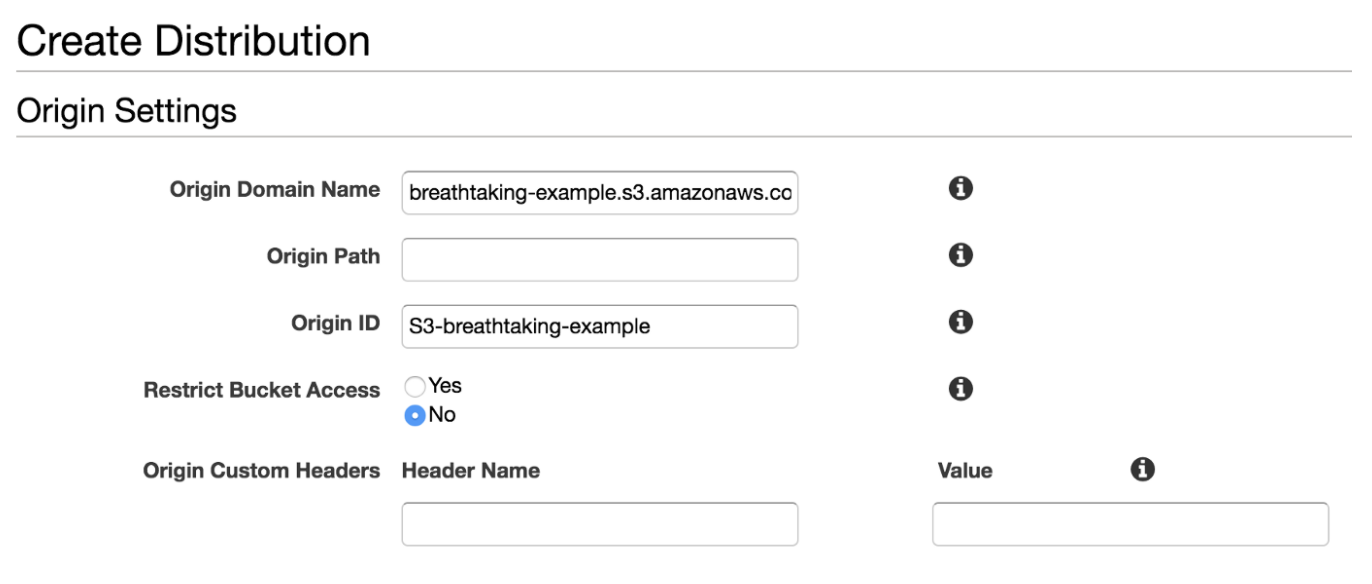 Create Distribution
Origin Settings
Origin Domain Name breathtaking-example.s3.amazonaws.co
Origin Path
Origin ID S3-breathtaking-example
Restrict Bucket Access Yes
No
Origin Custom Headers Header Name Value